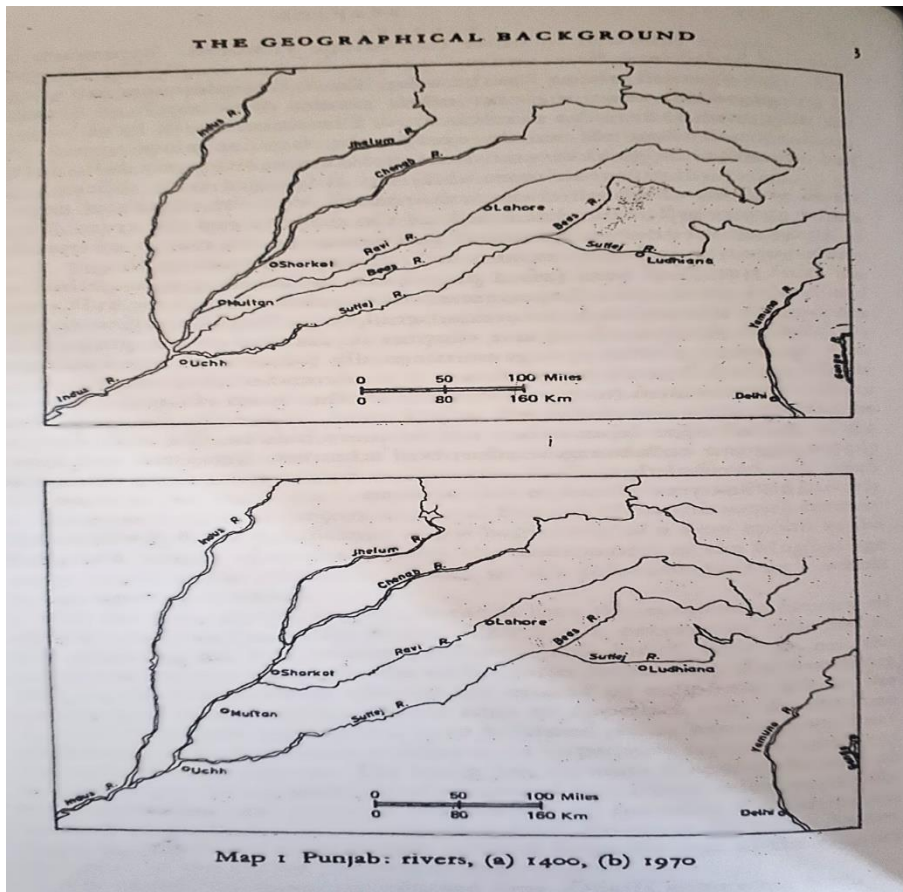 THE GEOGRAPHICAL BACKGROUND
3
Indus R.
Jhelum R.
Chenab R.
Lahore
Beas R.
Ravi R.
Shorkot
Beas R.
Sutlej R.
Ludhiana
Multan
Sutlej R.
Yamuna R.
Uchh
Indus R.
0 50 100 Miles
0 80 160 Km
Delhi
i
Indus R.
Jhelum R.
Chenab R.
Lahore
Beas R.
Ravi R.
Sutlej R.
Shorkot
Ludhiana
Multan
Sutlej R.
Yamuna R.
Uchh
Indus R.
0 50 100 Miles
0 80 160 Km
Delhi
Map 1 Punjab: rivers, (a) 1400, (b) 1970